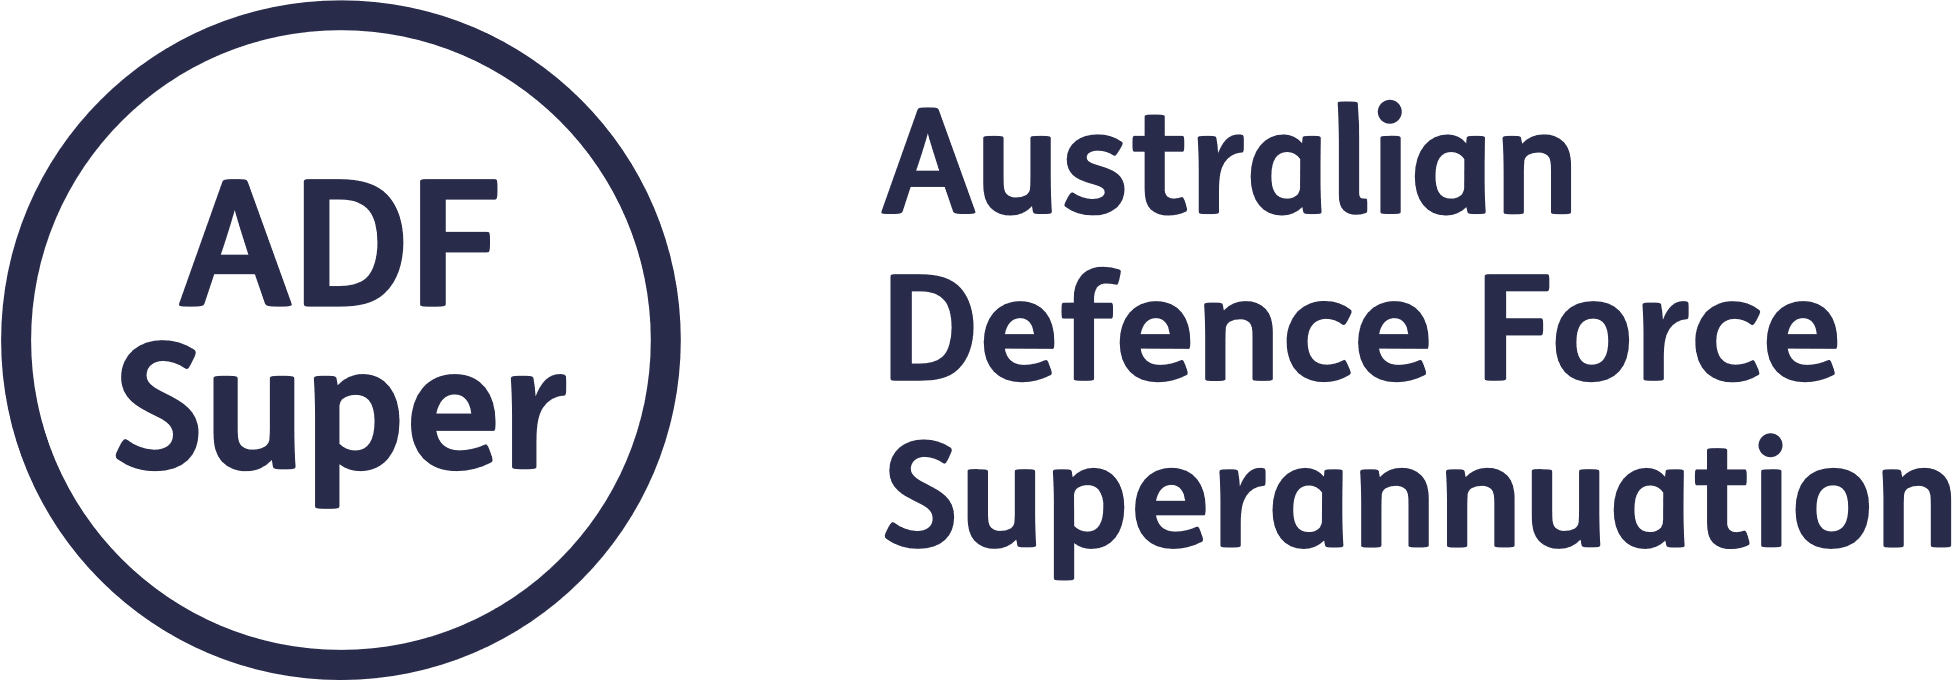 ADF
Super
Australian
Defence Force
Superannuation